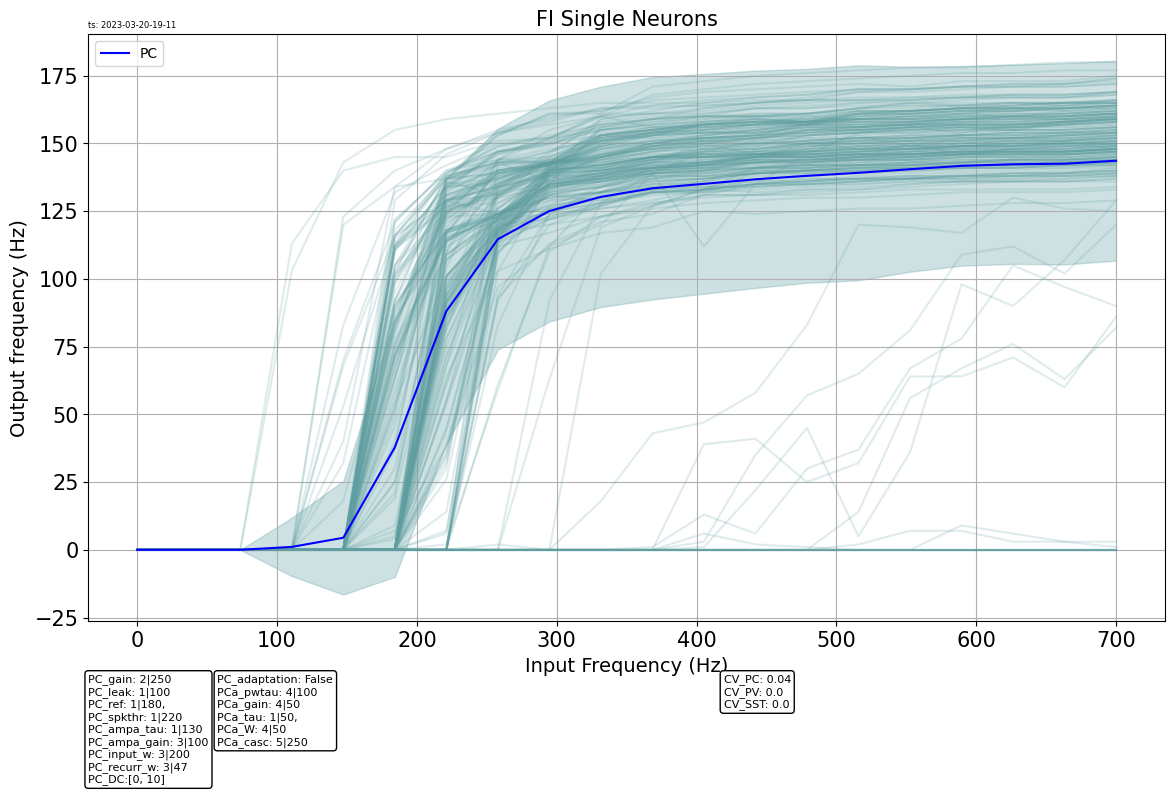 FI Single Neurons
ts: 2023-03-20-19-11
PC
175
150
125
100
75
50
25
0
−25
Output frequency (Hz)
0 100 200 300 400 500 600 700
Input Frequency (Hz)
PC_gain: 2|250
PC_leak: 1|100
PC_ref: 1|180,
PC_spkthr: 1|220
PC_ampa_tau: 1|130
PC_ampa_gain: 3|100
PC_input_w: 3|200
PC_recurr_w: 3|47
PC_DC:[0, 10]
PC_adaptation: False
PCa_pwtau: 4|100
PCa_gain: 4|50
PCa_tau: 1|50,
PCa_W: 4|50
PCa_casc: 5|250
CV_PC: 0.04
CV_PV: 0.0
CV_SST: 0.0